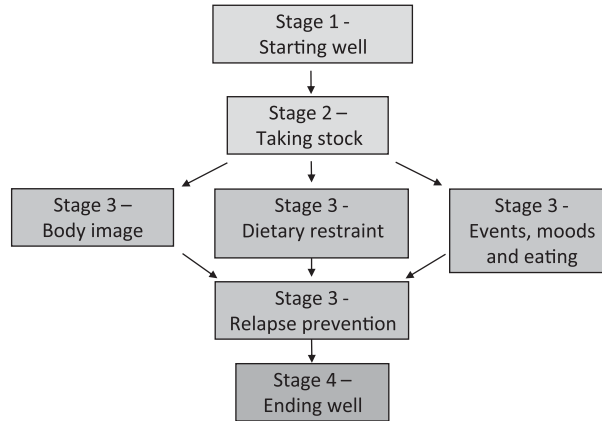 Stage 1 -
Starting well
Stage 2 –
Taking stock
Stage 3 –
Body image
Stage 3 -
Dietary restraint
Stage 3 -
Events, moods
and eating
Stage 3 -
Relapse prevention
Stage 4 –
Ending well